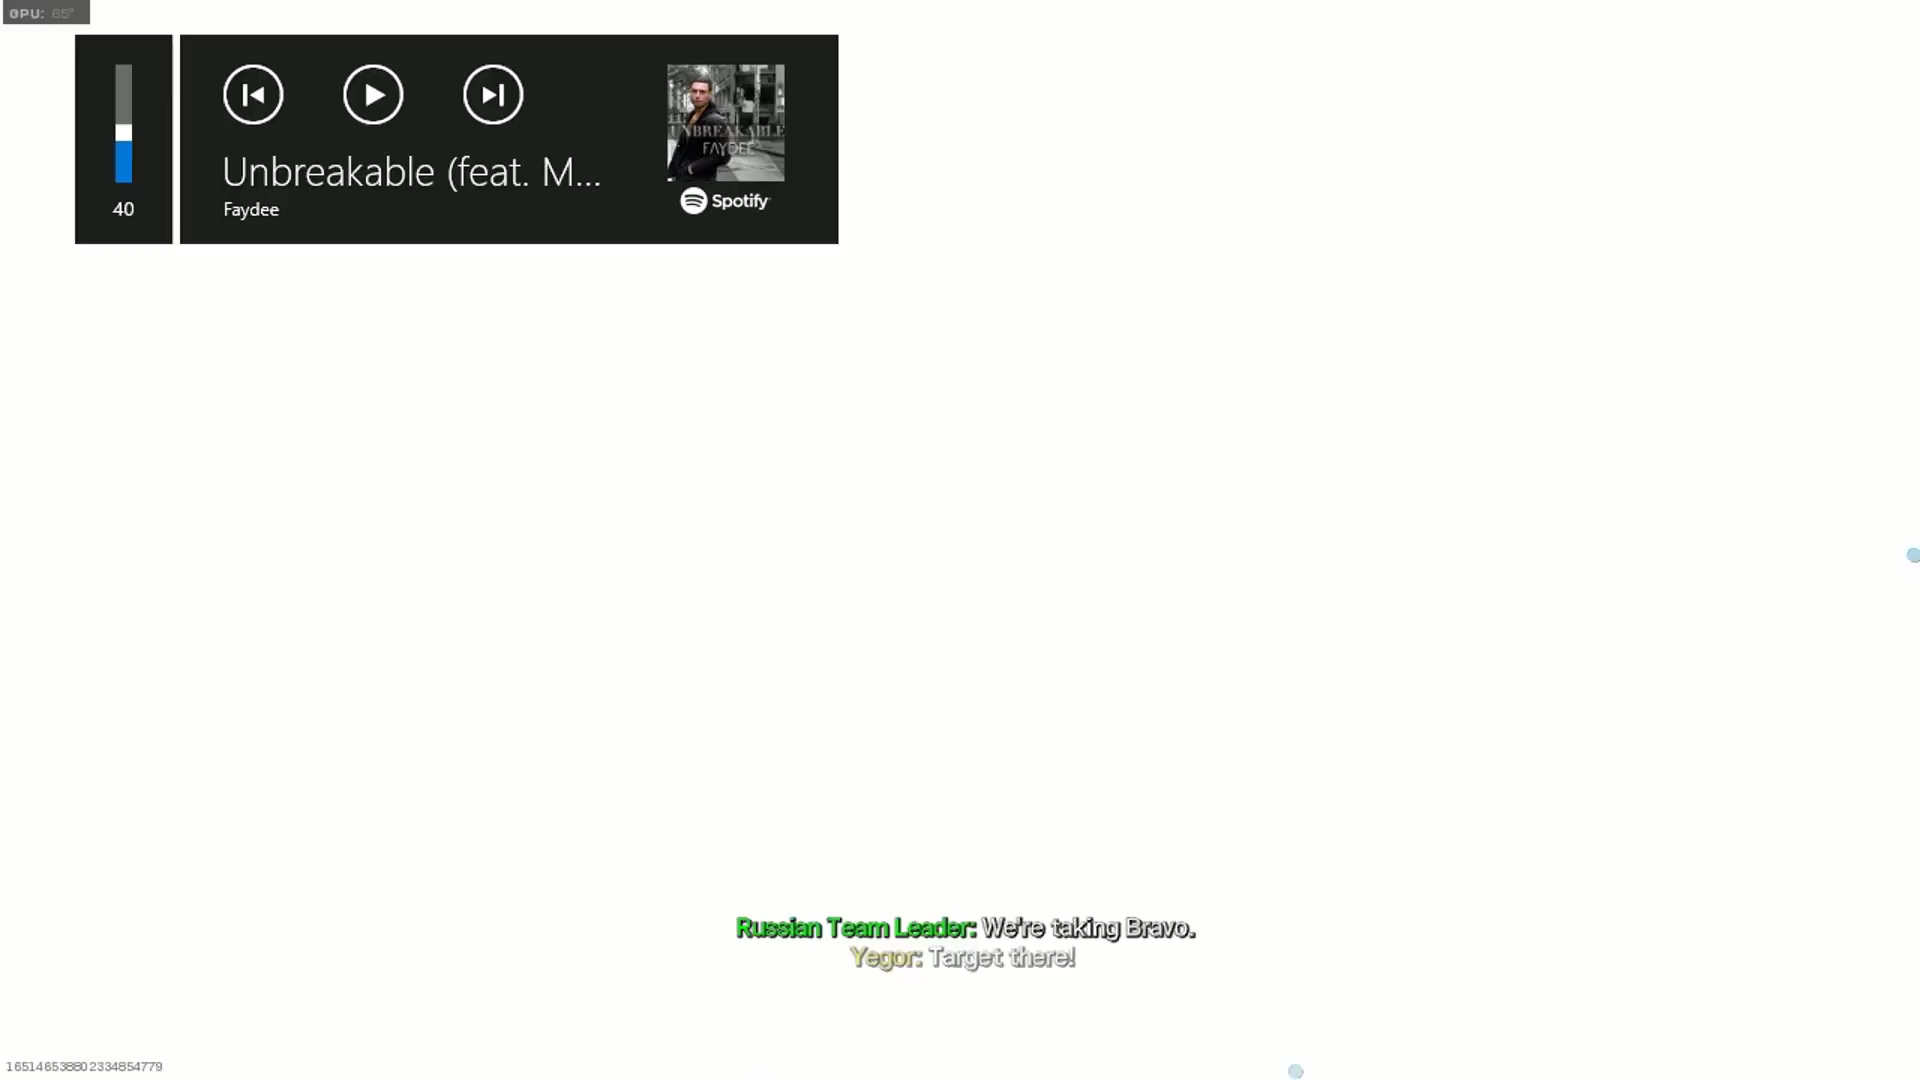 GPU: 65°
Unbreakable (feat. M...
Faydee
40
UNBREAKABLE
FAYDEE
Spotify
Russian Team Leader: We're taking Bravo.
Yegor: Target there!
165146538802334854779